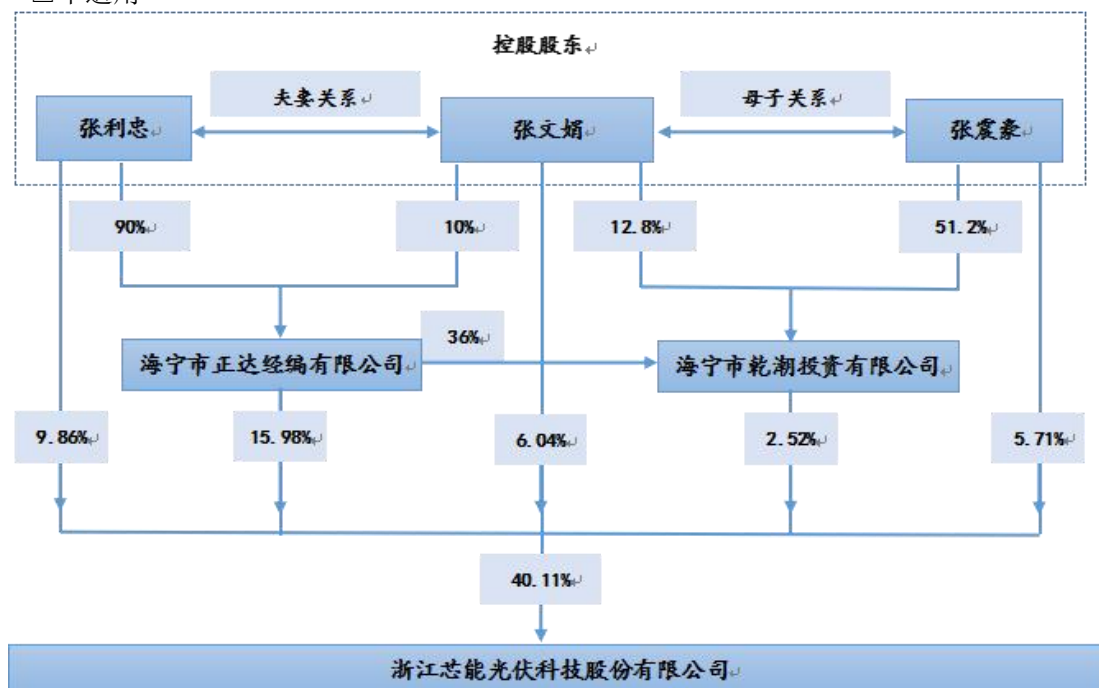 控股股东
夫妻关系
母子关系
张利忠
张文娟
张震豪
90%
10%
12.8%
51.2%
36%
海宁市正达经编有限公司
海宁市乾潮投资有限公司
9.86%
15.98%
6.04%
2.52%
5.71%
40.11%
浙江芯能光伏科技股份有限公司